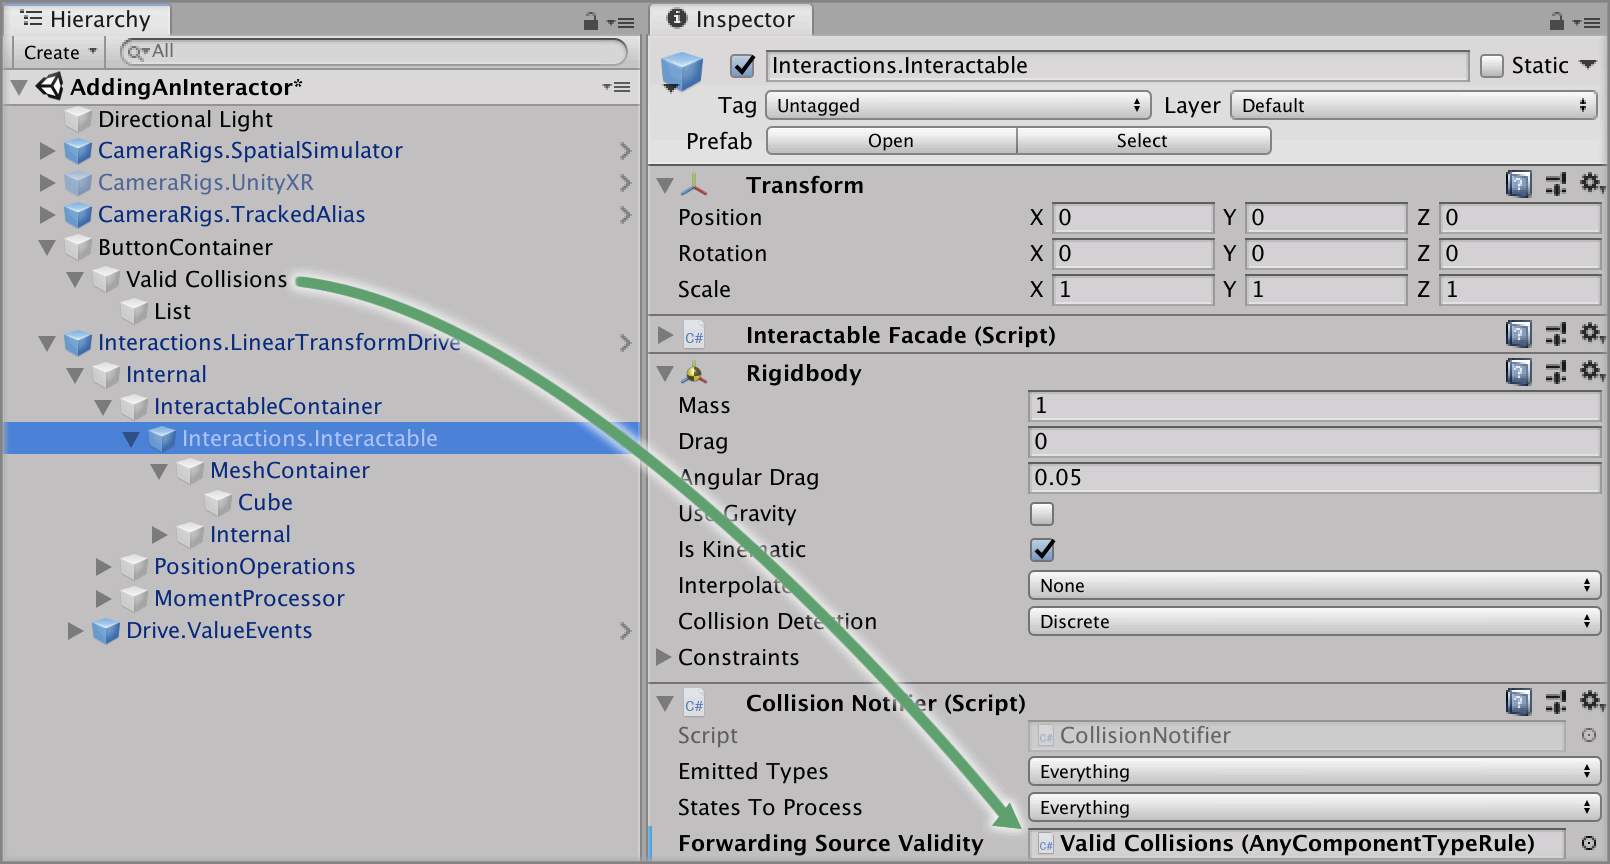 Hierarchy
Create
All
AddingAnInteractor*
Directional Light
CameraRigs.SpatialSimulator
CameraRigs.UnityXR
CameraRigs.TrackedAlias
ButtonContainer
Valid Collisions
List
Interactions.LinearTransformDrive
Internal
InteractableContainer
Interactions.Interactable
MeshContainer
Cube
Internal
PositionOperations
MomentProcessor
Drive.ValueEvents
Inspector
Interactions.Interactable Static
Tag Untagged Layer Default
Prefab Open Select
Transform
Position X 0 Y 0 Z 0
Rotation X 0 Y 0 Z 0
Scale X 1 Y 1 Z 1
C# Interactable Facade (Script)
Rigidbody
Mass 1
Drag 0
Angular Drag 0.05
Use Gravity
Is Kinematic
Interpolate None
Collision Detection Discrete
Constraints
C# Collision Notifier (Script)
Script C# CollisionNotifier
Emitted Types Everything
States To Process Everything
Forwarding Source Validity C# Valid Collisions (AnyComponentTypeRule)